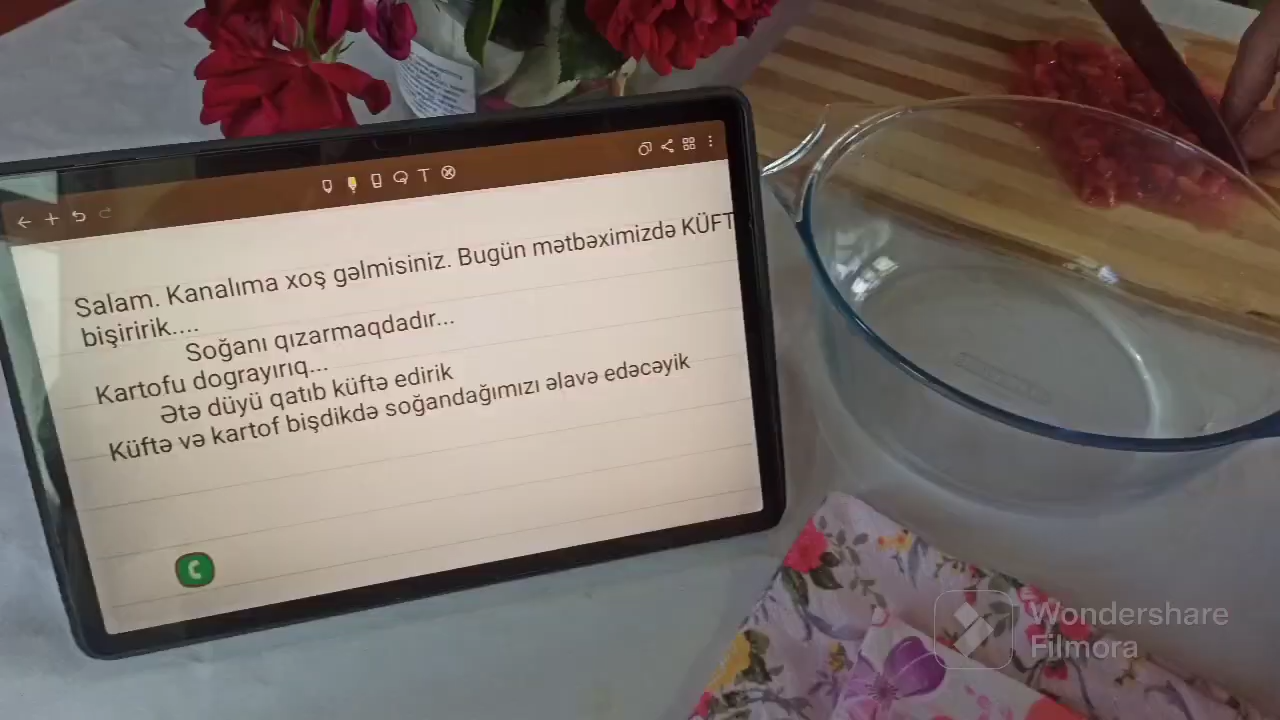 Salam. Kanalıma xoş gəlmisiniz. Bugün mətbəximizdə KÜFT
bişiririk....
Soğanı qızarmaqdadır...
Kartofu dograyırıq...
Ətə düyü qatıb küftə edirik
Küftə və kartof bişdikdə soğandağımızı əlavə edəcəyik
Wondershare
Filmora